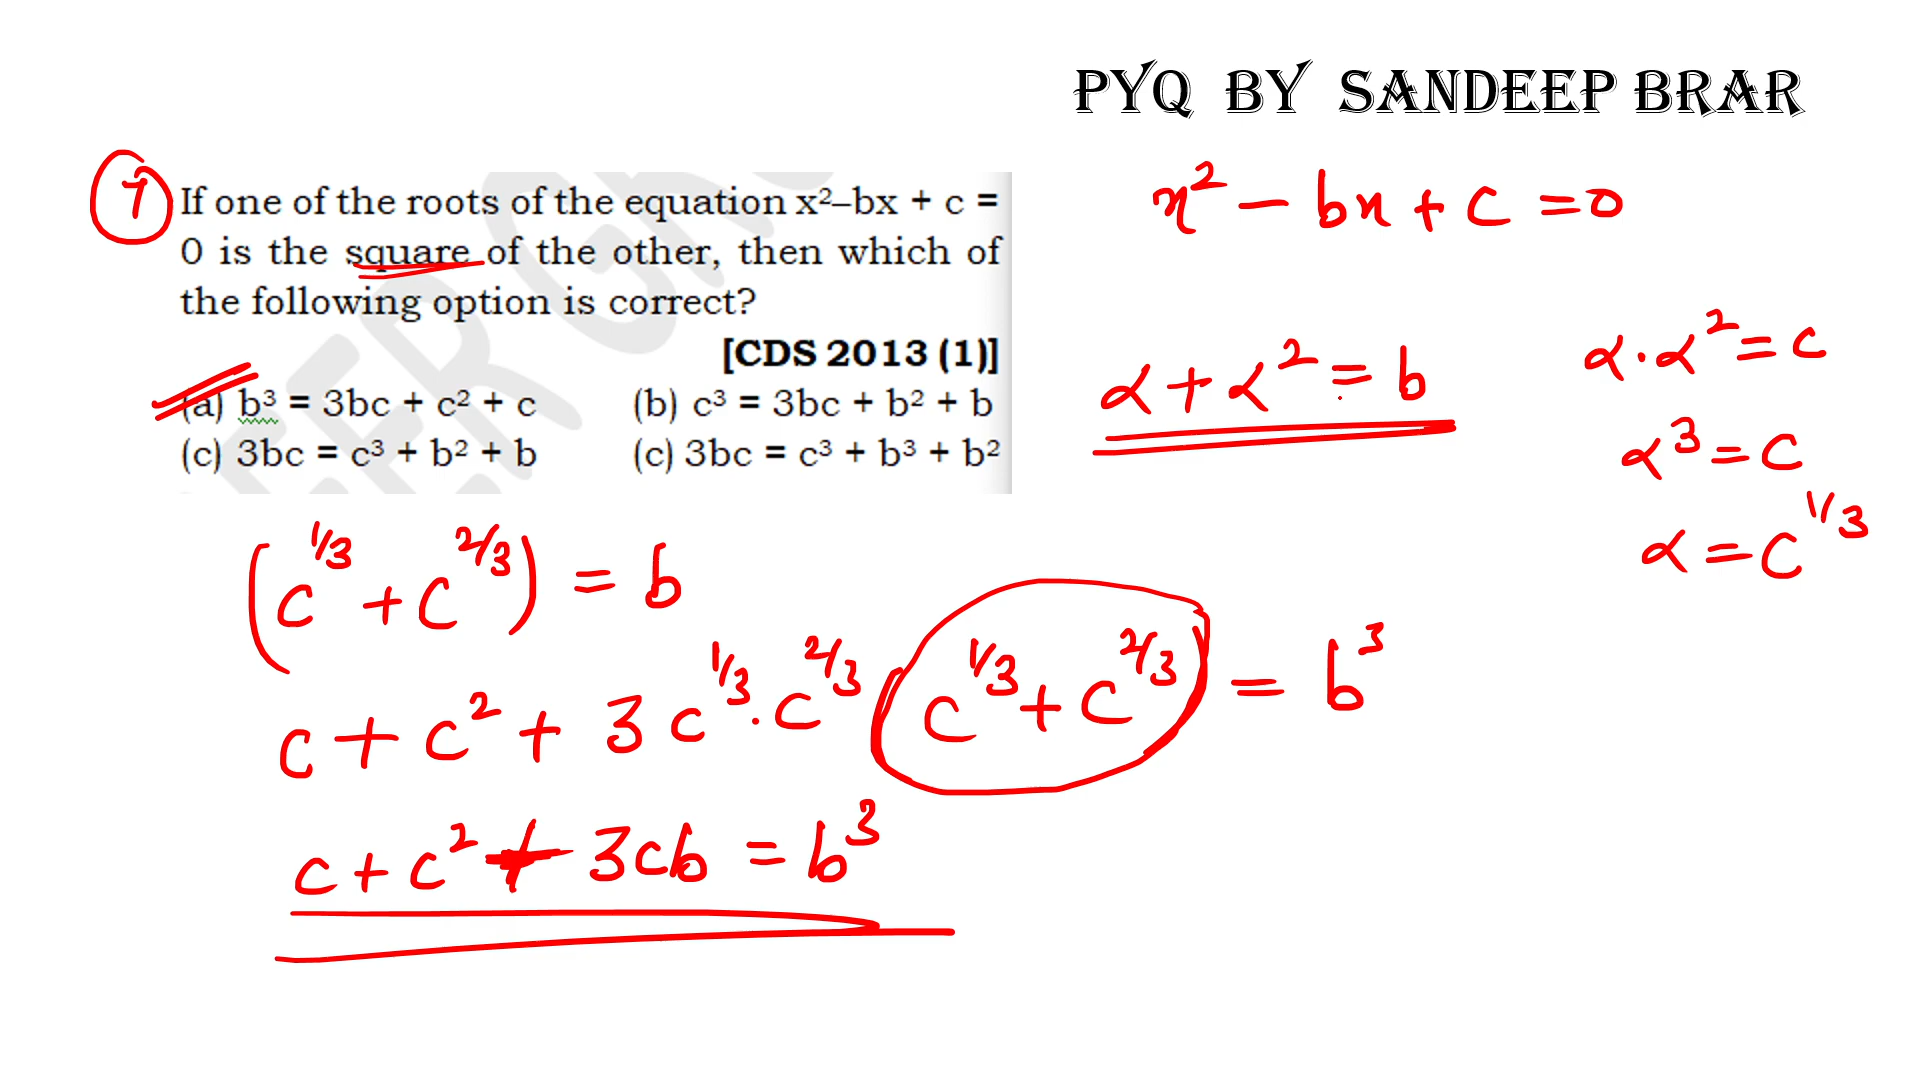 PYQ BY SANDEEP BRAR
7
If one of the roots of the equation x²–bx + c =
0 is the square of the other, then which of
the following option is correct?
[CDS 2013 (1)]
(a) b³ = 3bc + c² + c (b) c³ = 3bc + b² + b
(c) 3bc = c³ + b² + b (c) 3bc = c³ + b³ + b²
x² - bx + c = 0
α + α² = b
α · α² = c
α³ = c
α = c^1/3
(c^1/3 + c^2/3) = b
c + c² + 3 c^1/3 · c^2/3 (c^1/3 + c^2/3) = b³
c + c² + 3cb = b³